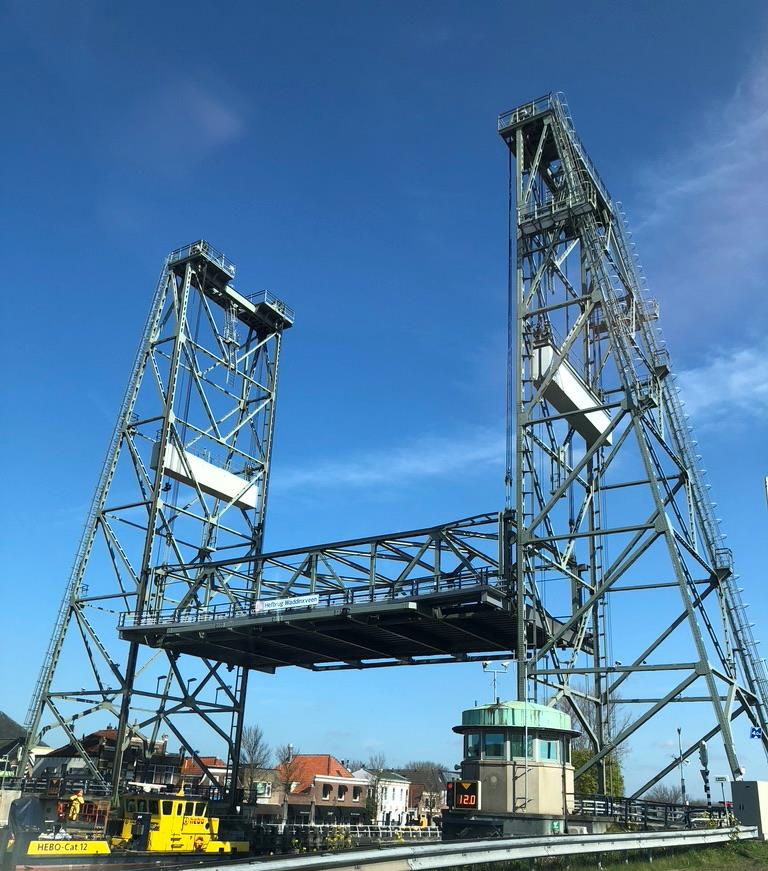 Hefbrug Waddinxveen
12.0
HEBO
HEBO-Cat 12